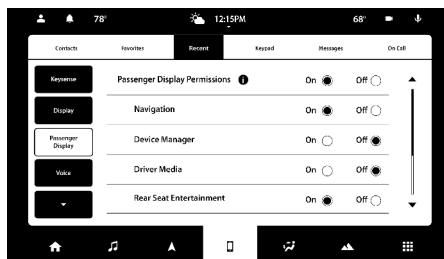 78° 12:15PM 68°
Contacts Favorites Recent Keypad Messages On Call
Keysense
Passenger Display Permissions i On Off
Display
Navigation On Off
Device Manager On Off
Passenger
Display
Voice
Driver Media On Off
Rear Seat Entertainment On Off